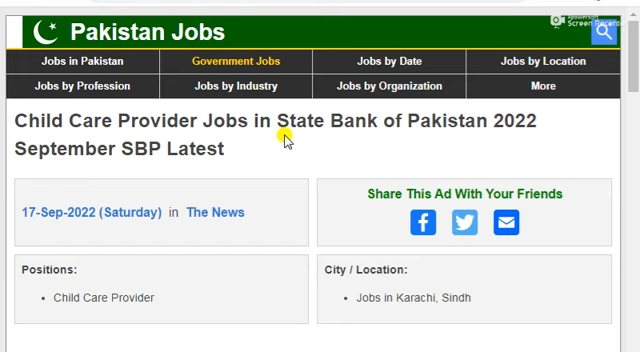 Apowersoft
Screen Recorder
Pakistan Jobs
Jobs in Pakistan
Government Jobs
Jobs by Date
Jobs by Location
Jobs by Profession
Jobs by Industry
Jobs by Organization
More
Child Care Provider Jobs in State Bank of Pakistan 2022
September SBP Latest
17-Sep-2022 (Saturday) in The News
Share This Ad With Your Friends
Positions:
• Child Care Provider
City / Location:
• Jobs in Karachi, Sindh